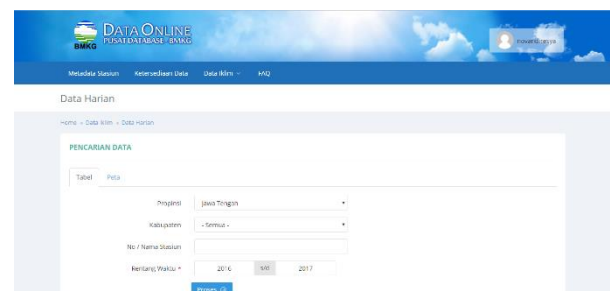 DATA ONLINE
PUSAT DATABASE - BMKG
BMKG
Metadata Stasiun Ketersediaan Data Data Iklim FAQ
Data Harian
Home » Data Iklim » Data Harian
PENCARIAN DATA
Tabel Peta
Propinsi Jawa Tengah
Kabupaten - Semua -
No / Nama Stasiun
Rentang Waktu * 2016 s/d 2017
Proses